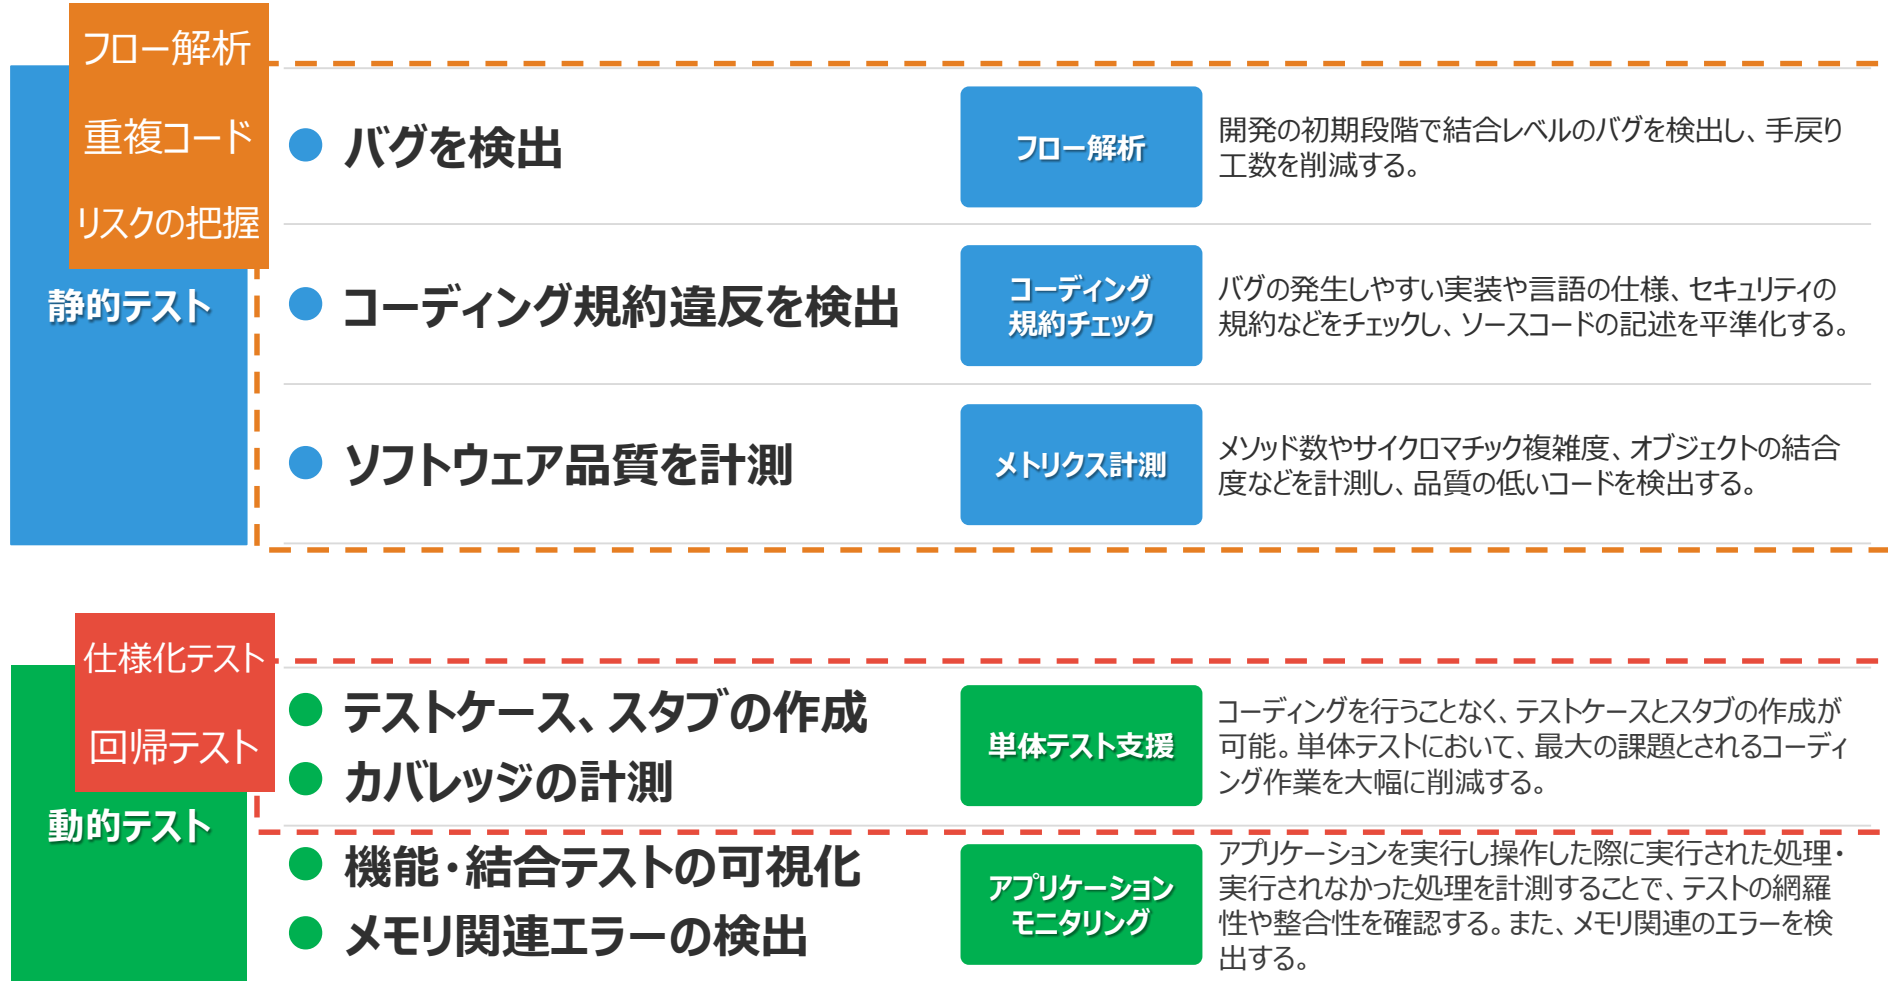 フロー解析
重複コード
リスクの把握
静的テスト
バグを検出
フロー解析
開発の初期段階で結合レベルのバグを検出し、手戻り
工数を削減する。
コーディング規約違反を検出
コーディング
規約チェック
バグの発生しやすい実装や言語の仕様、セキュリティの
規約などをチェックし、ソースコードの記述を平準化する。
ソフトウェア品質を計測
メトリクス計測
メソッド数やサイクロマチック複雑度、オブジェクトの結合
度などを計測し、品質の低いコードを検出する。
仕様化テスト
回帰テスト
動的テスト
テストケース、スタブの作成
カバレッジの計測
単体テスト支援
コーディングを行うことなく、テストケースとスタブの作成が
可能。単体テストにおいて、最大の課題とされるコーディ
ング作業を大幅に削減する。
機能・結合テストの可視化
メモリ関連エラーの検出
アプリケーション
モニタリング
アプリケーションを実行し操作した際に実行された処理・
実行されなかった処理を計測することで、テストの網羅
性や整合性を確認する。また、メモリ関連のエラーを検
出する。